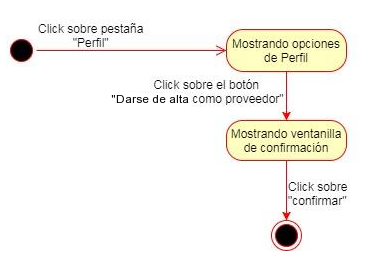 Click sobre pestaña
"Perfil"
Mostrando opciones
de Perfil
Click sobre el botón
"Darse de alta como proveedor"
Mostrando ventanilla
de confirmación
Click sobre
"confirmar"